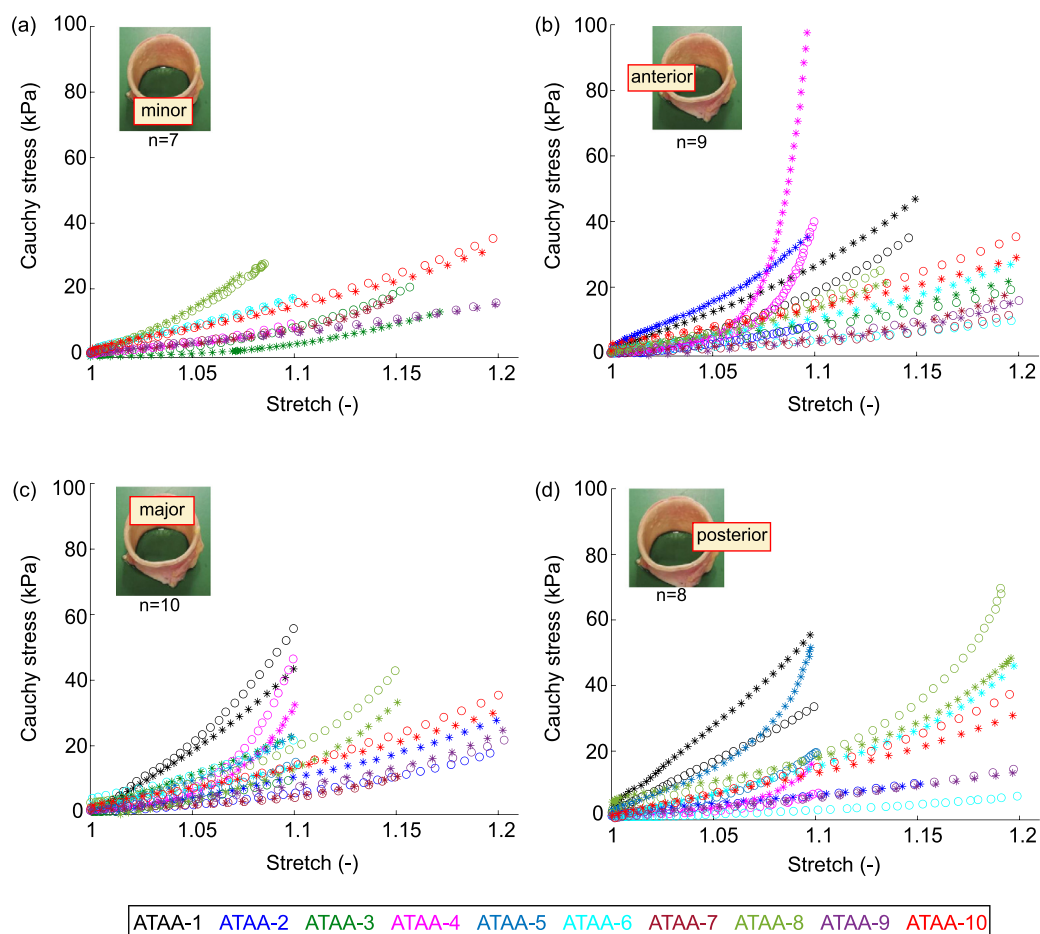 (a)
100
80
60
40
20
0
Cauchy stress (kPa)
minor
n=7
1 1.05 1.1 1.15 1.2
Stretch (-)
(b)
100
80
60
40
20
0
Cauchy stress (kPa)
anterior
n=9
1 1.05 1.1 1.15 1.2
Stretch (-)
(c)
100
80
60
40
20
0
Cauchy stress (kPa)
major
n=10
1 1.05 1.1 1.15 1.2
Stretch (-)
(d)
100
80
60
40
20
0
Cauchy stress (kPa)
posterior
n=8
1 1.05 1.1 1.15 1.2
Stretch (-)
ATAA-1 ATAA-2 ATAA-3 ATAA-4 ATAA-5 ATAA-6 ATAA-7 ATAA-8 ATAA-9 ATAA-10